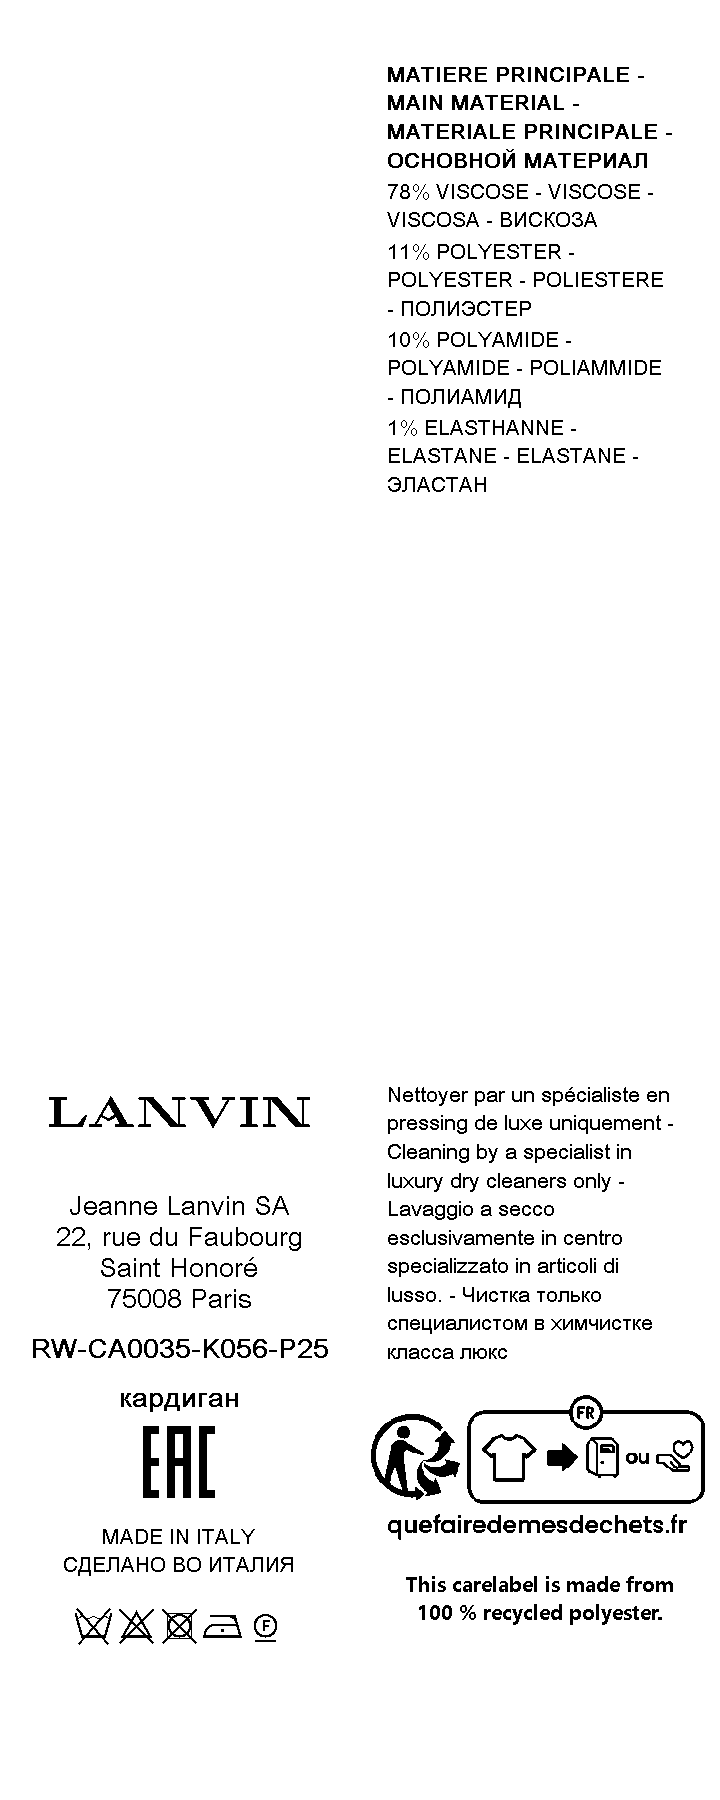 MATIERE PRINCIPALE -
MAIN MATERIAL -
MATERIALE PRINCIPALE -
ОСНОВНОЙ МАТЕРИАЛ
78% VISCOSE - VISCOSE -
VISCOSA - ВИСКОЗА
11% POLYESTER -
POLYESTER - POLIESTERE
- ПОЛИЭСТЕР
10% POLYAMIDE -
POLYAMIDE - POLIAMMIDE
- ПОЛИАМИД
1% ELASTHANNE -
ELASTANE - ELASTANE -
ЭЛАСТАН
LANVIN
Jeanne Lanvin SA
22, rue du Faubourg
Saint Honoré
75008 Paris
RW-CA0035-K056-P25
кардиган
EAC
MADE IN ITALY
СДЕЛАНО ВО ИТАЛИЯ
F
Nettoyer par un spécialiste en
pressing de luxe uniquement -
Cleaning by a specialist in
luxury dry cleaners only -
Lavaggio a secco
esclusivamente in centro
specializzato in articoli di
lusso. - Чистка только
специалистом в химчистке
класса люкс
FR
ou
quefairedemesdechets.fr
This carelabel is made from
100 % recycled polyester.